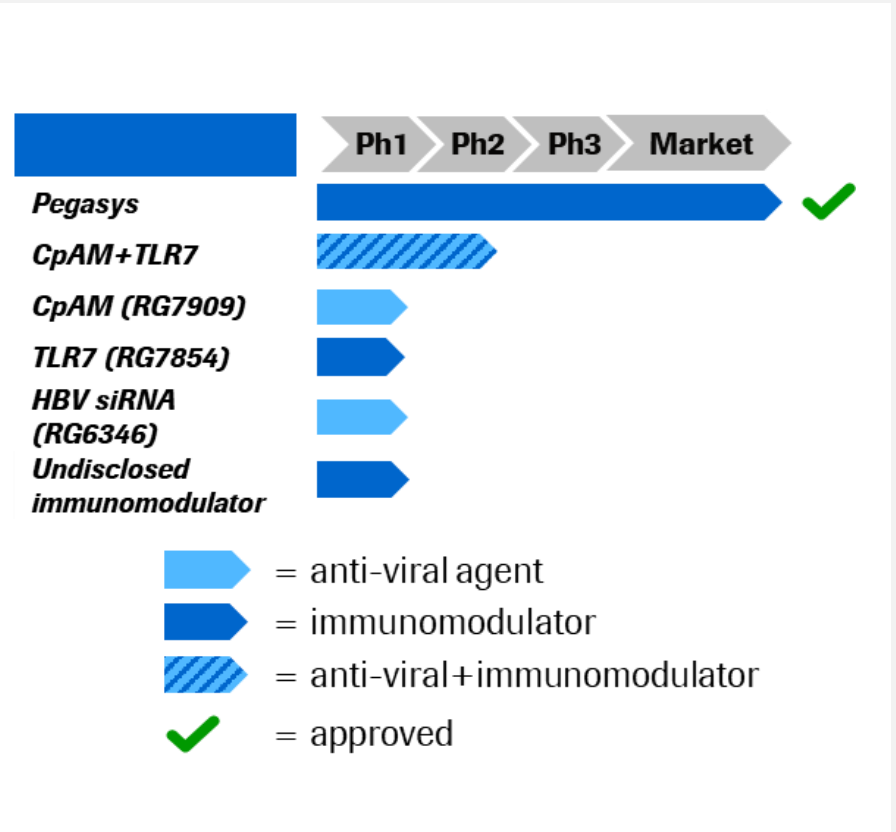 Ph1 Ph2 Ph3 Market
Pegasys
CpAM+TLR7
CpAM (RG7909)
TLR7 (RG7854)
HBV siRNA
(RG6346)
Undisclosed
immunomodulator
= anti-viral agent
= immunomodulator
= anti-viral+immunomodulator
= approved